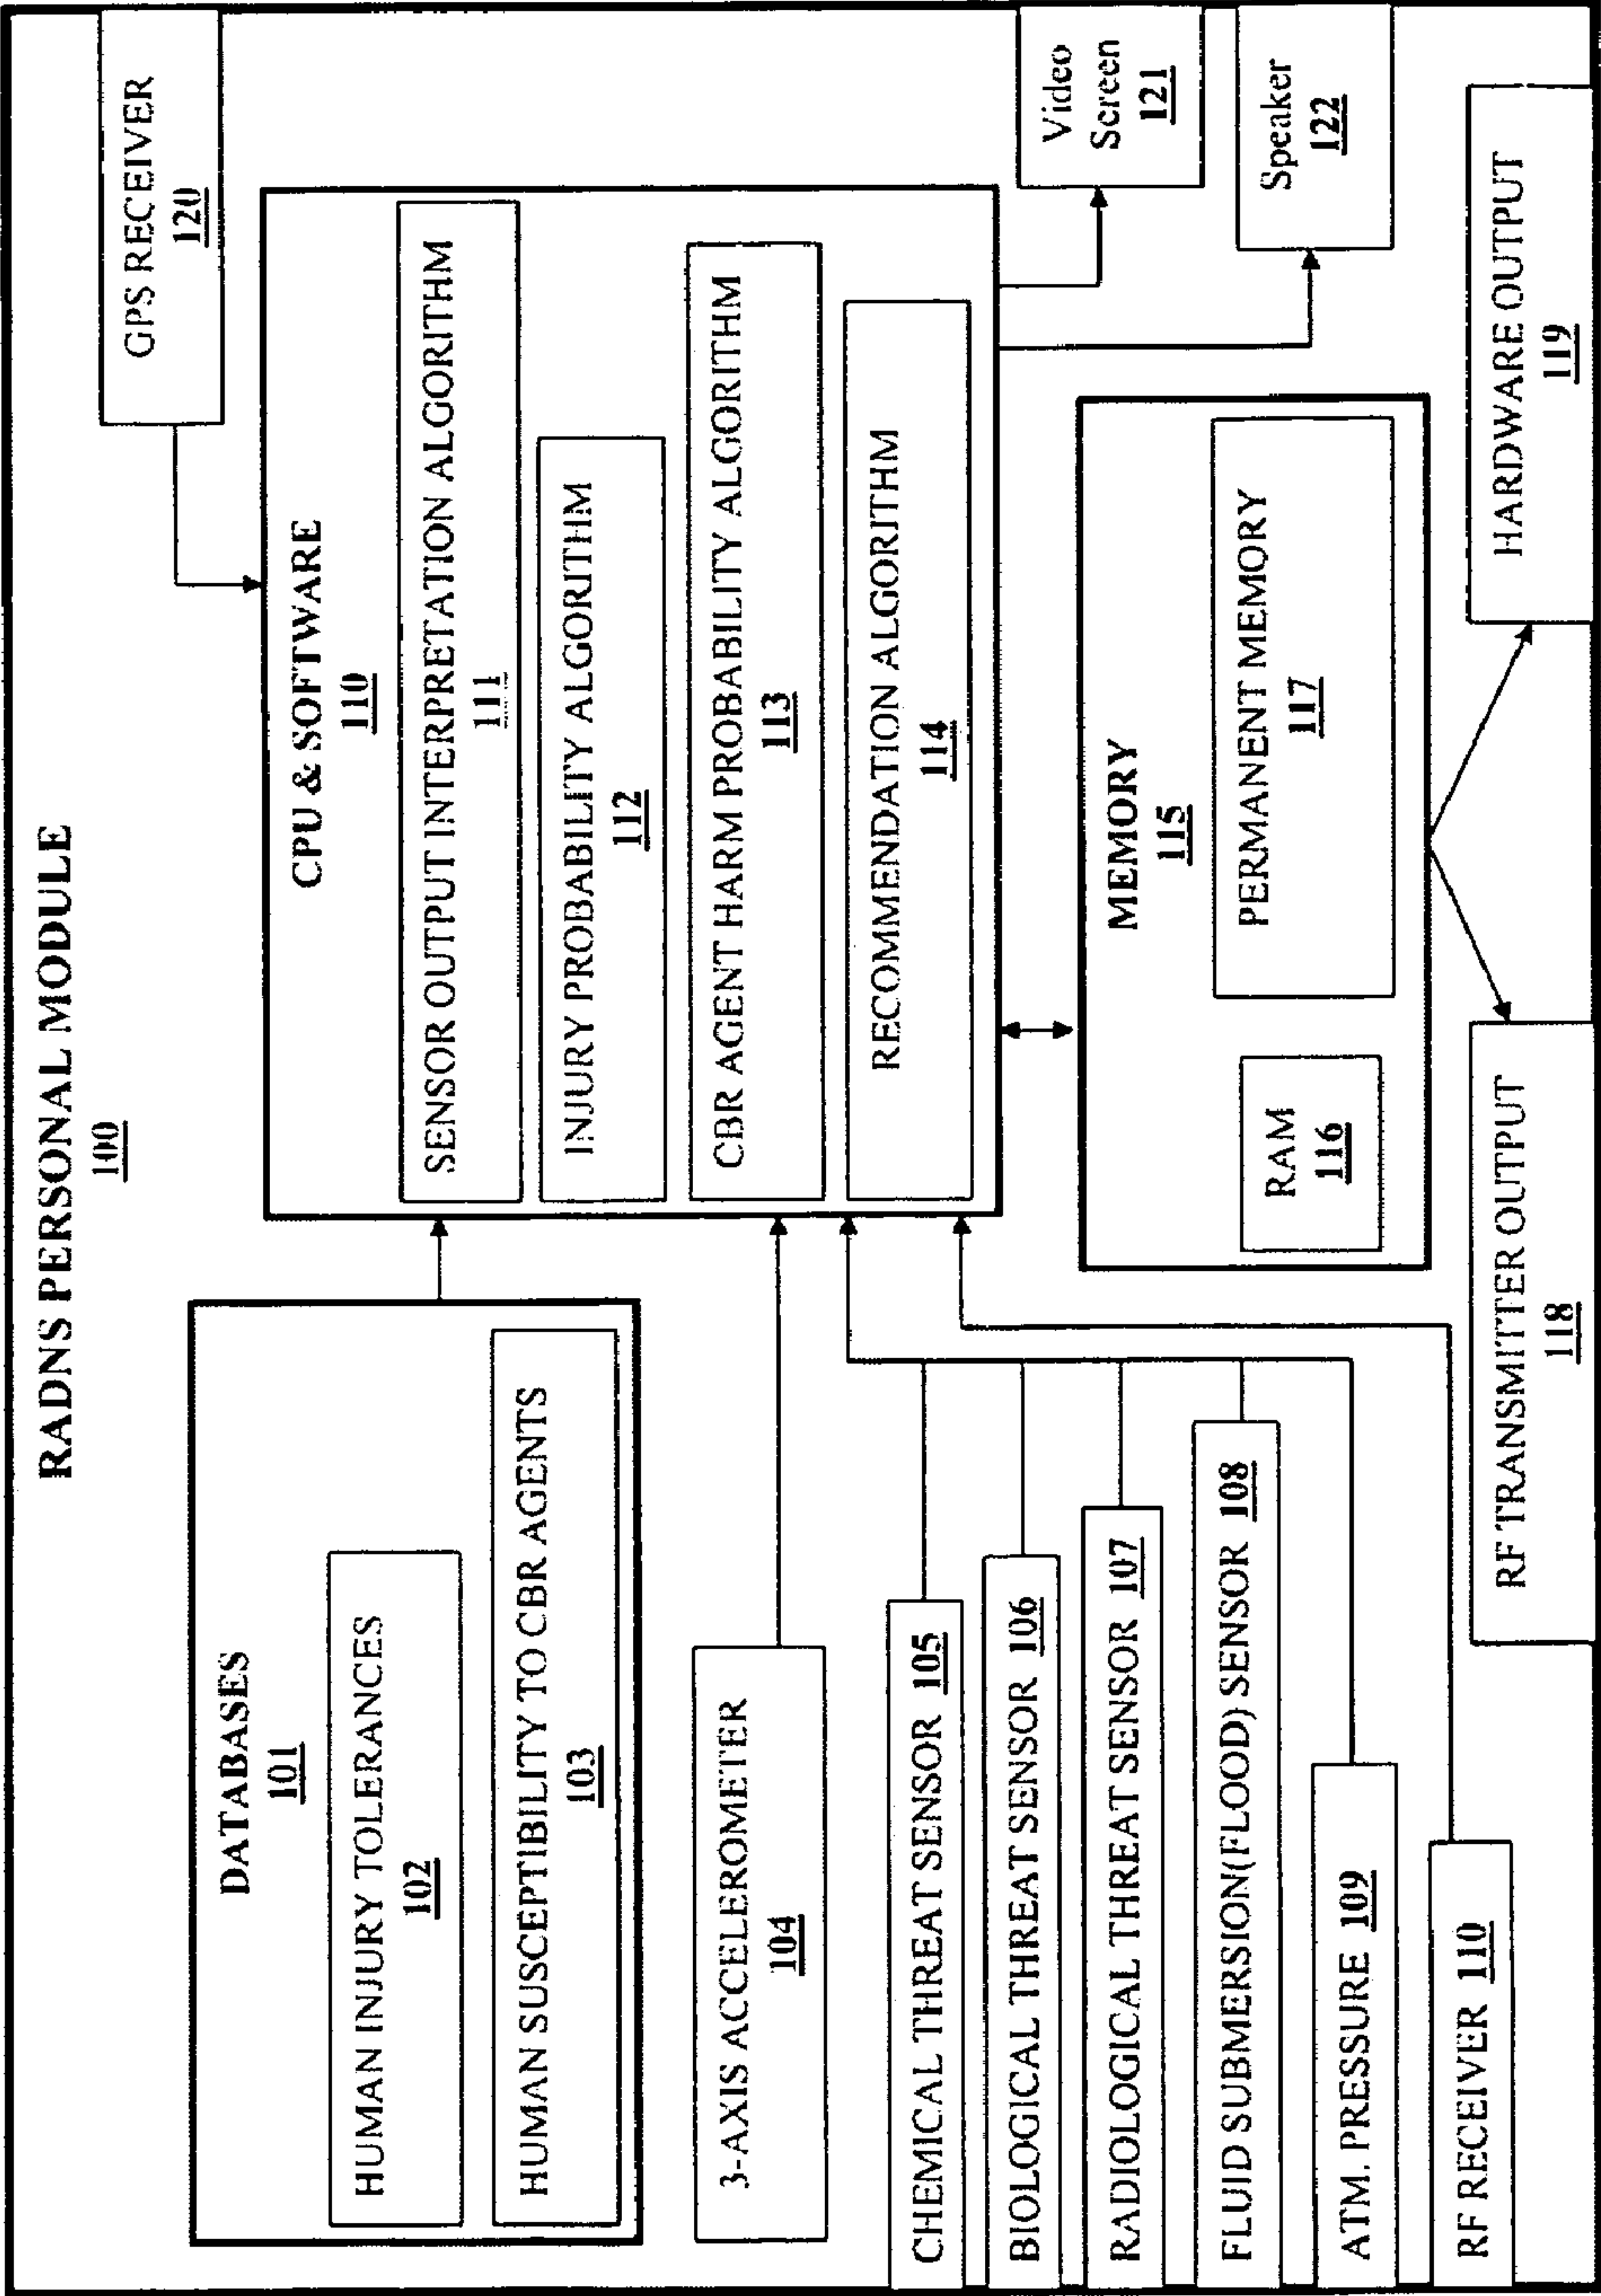 RADNS PERSONAL MODULE
100
DATABASES
101
HUMAN INJURY TOLERANCES
102
HUMAN SUSCEPTIBILITY TO CBR AGENTS
103
3-AXIS ACCELEROMETER
104
CHEMICAL THREAT SENSOR 105
BIOLOGICAL THREAT SENSOR 106
RADIOLOGICAL THREAT SENSOR 107
FLUID SUBMERSION(FLOOD) SENSOR 108
ATM. PRESSURE 109
RF RECEIVER 110
GPS RECEIVER
120
CPU & SOFTWARE
110
SENSOR OUTPUT INTERPRETATION ALGORITHM
111
INJURY PROBABILITY ALGORITHM
112
CBR AGENT HARM PROBABILITY ALGORITHM
113
RECOMMENDATION ALGORITHM
114
MEMORY
115
RAM
116
PERMANENT MEMORY
117
Video
Screen
121
Speaker
122
RF TRANSMITTER OUTPUT
118
HARDWARE OUTPUT
119